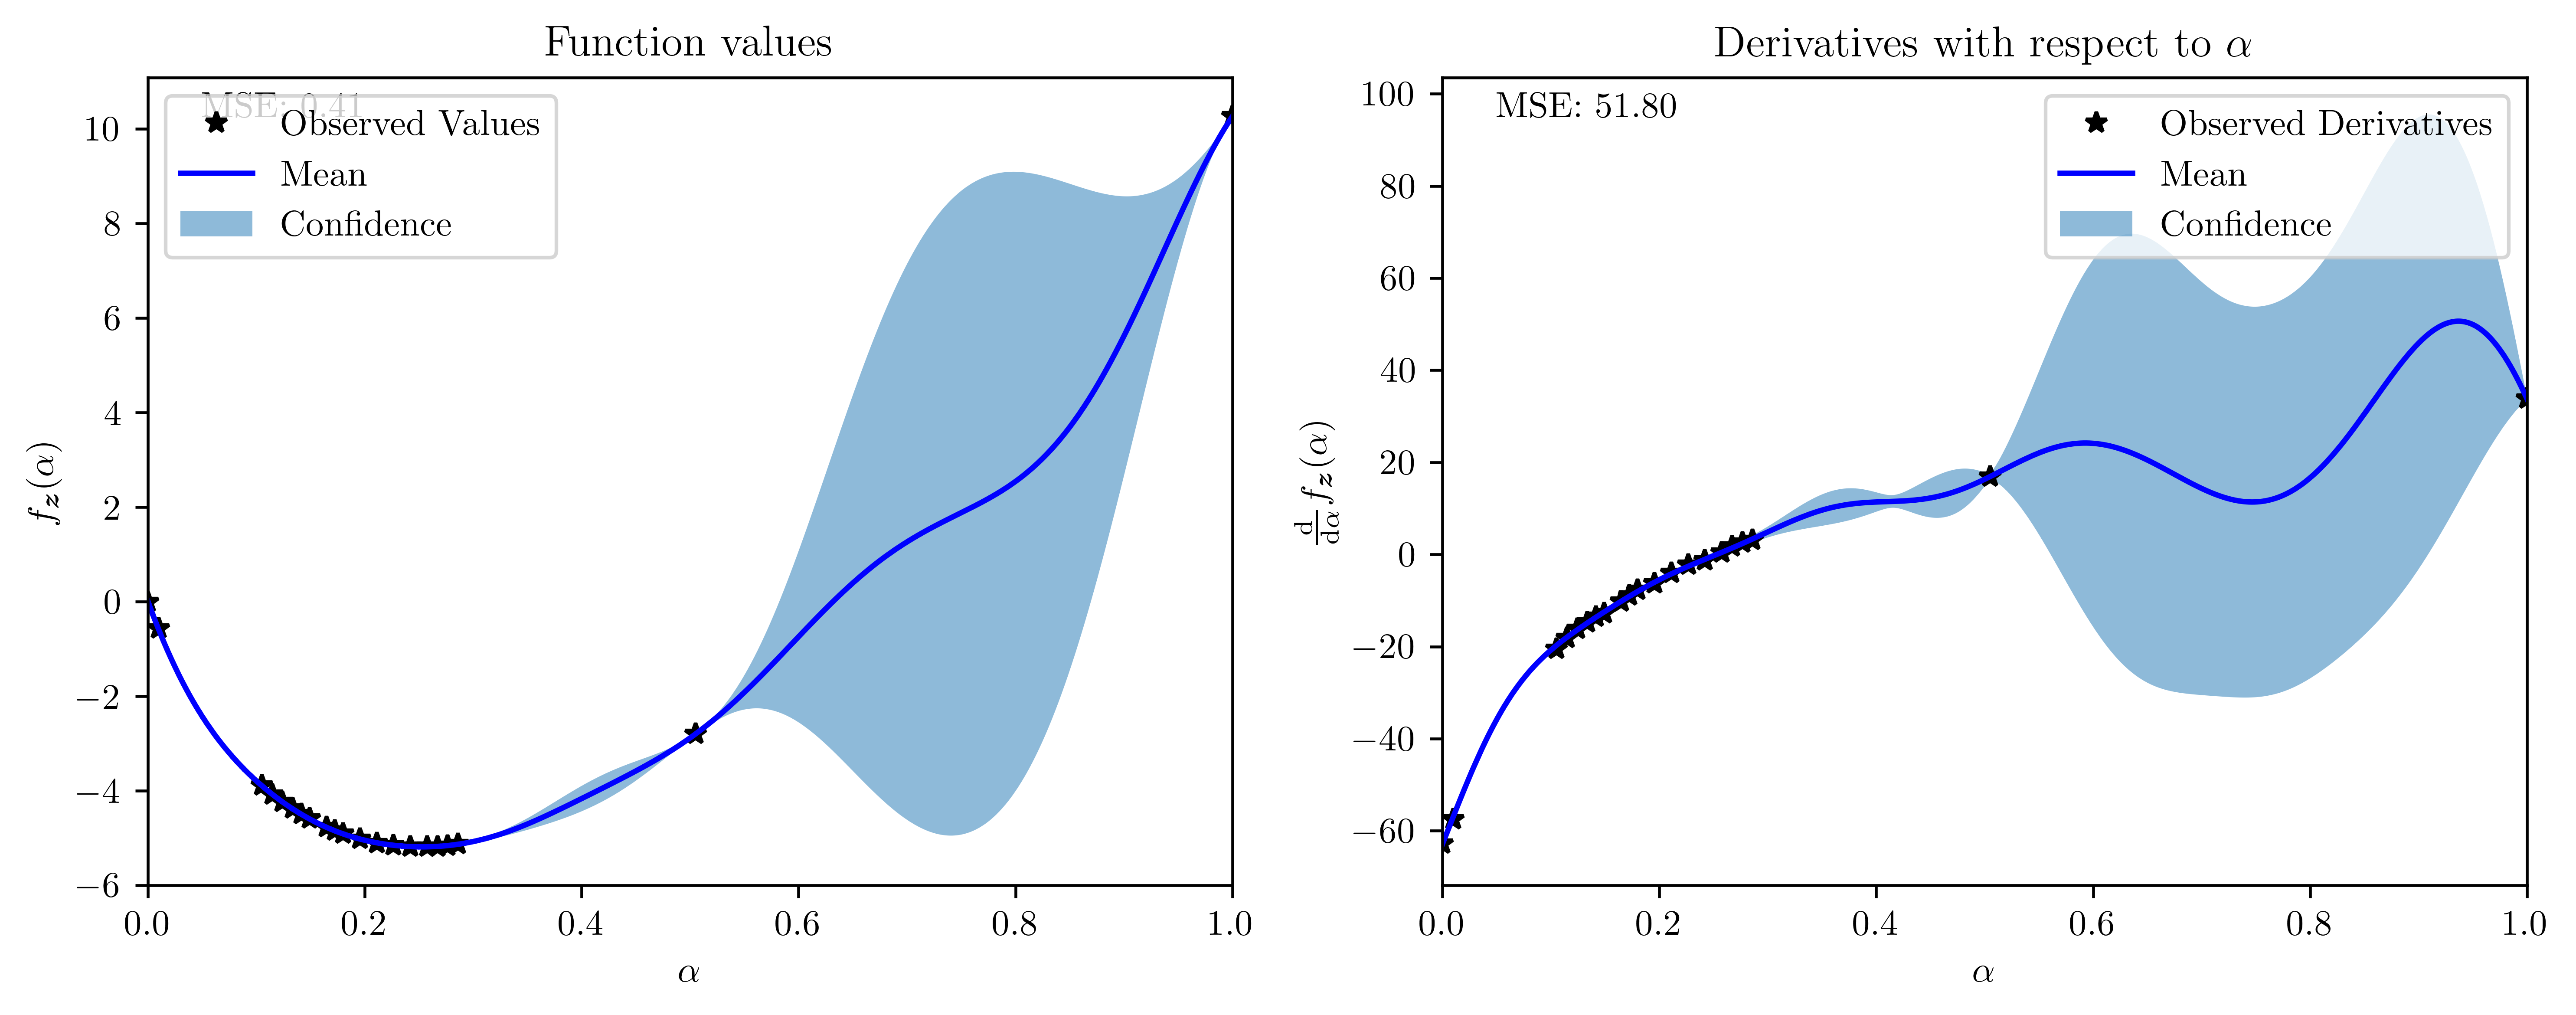 Function values
MSE: 0.41
Observed Values
Mean
Confidence
10
8
6
4
2
0
−2
−4
−6
f_z(α)
0.0 0.2 0.4 0.6 0.8 1.0
α
Derivatives with respect to α
MSE: 51.80
Observed Derivatives
Mean
Confidence
100
80
60
40
20
0
−20
−40
−60
d/dα f_z(α)
0.0 0.2 0.4 0.6 0.8 1.0
α